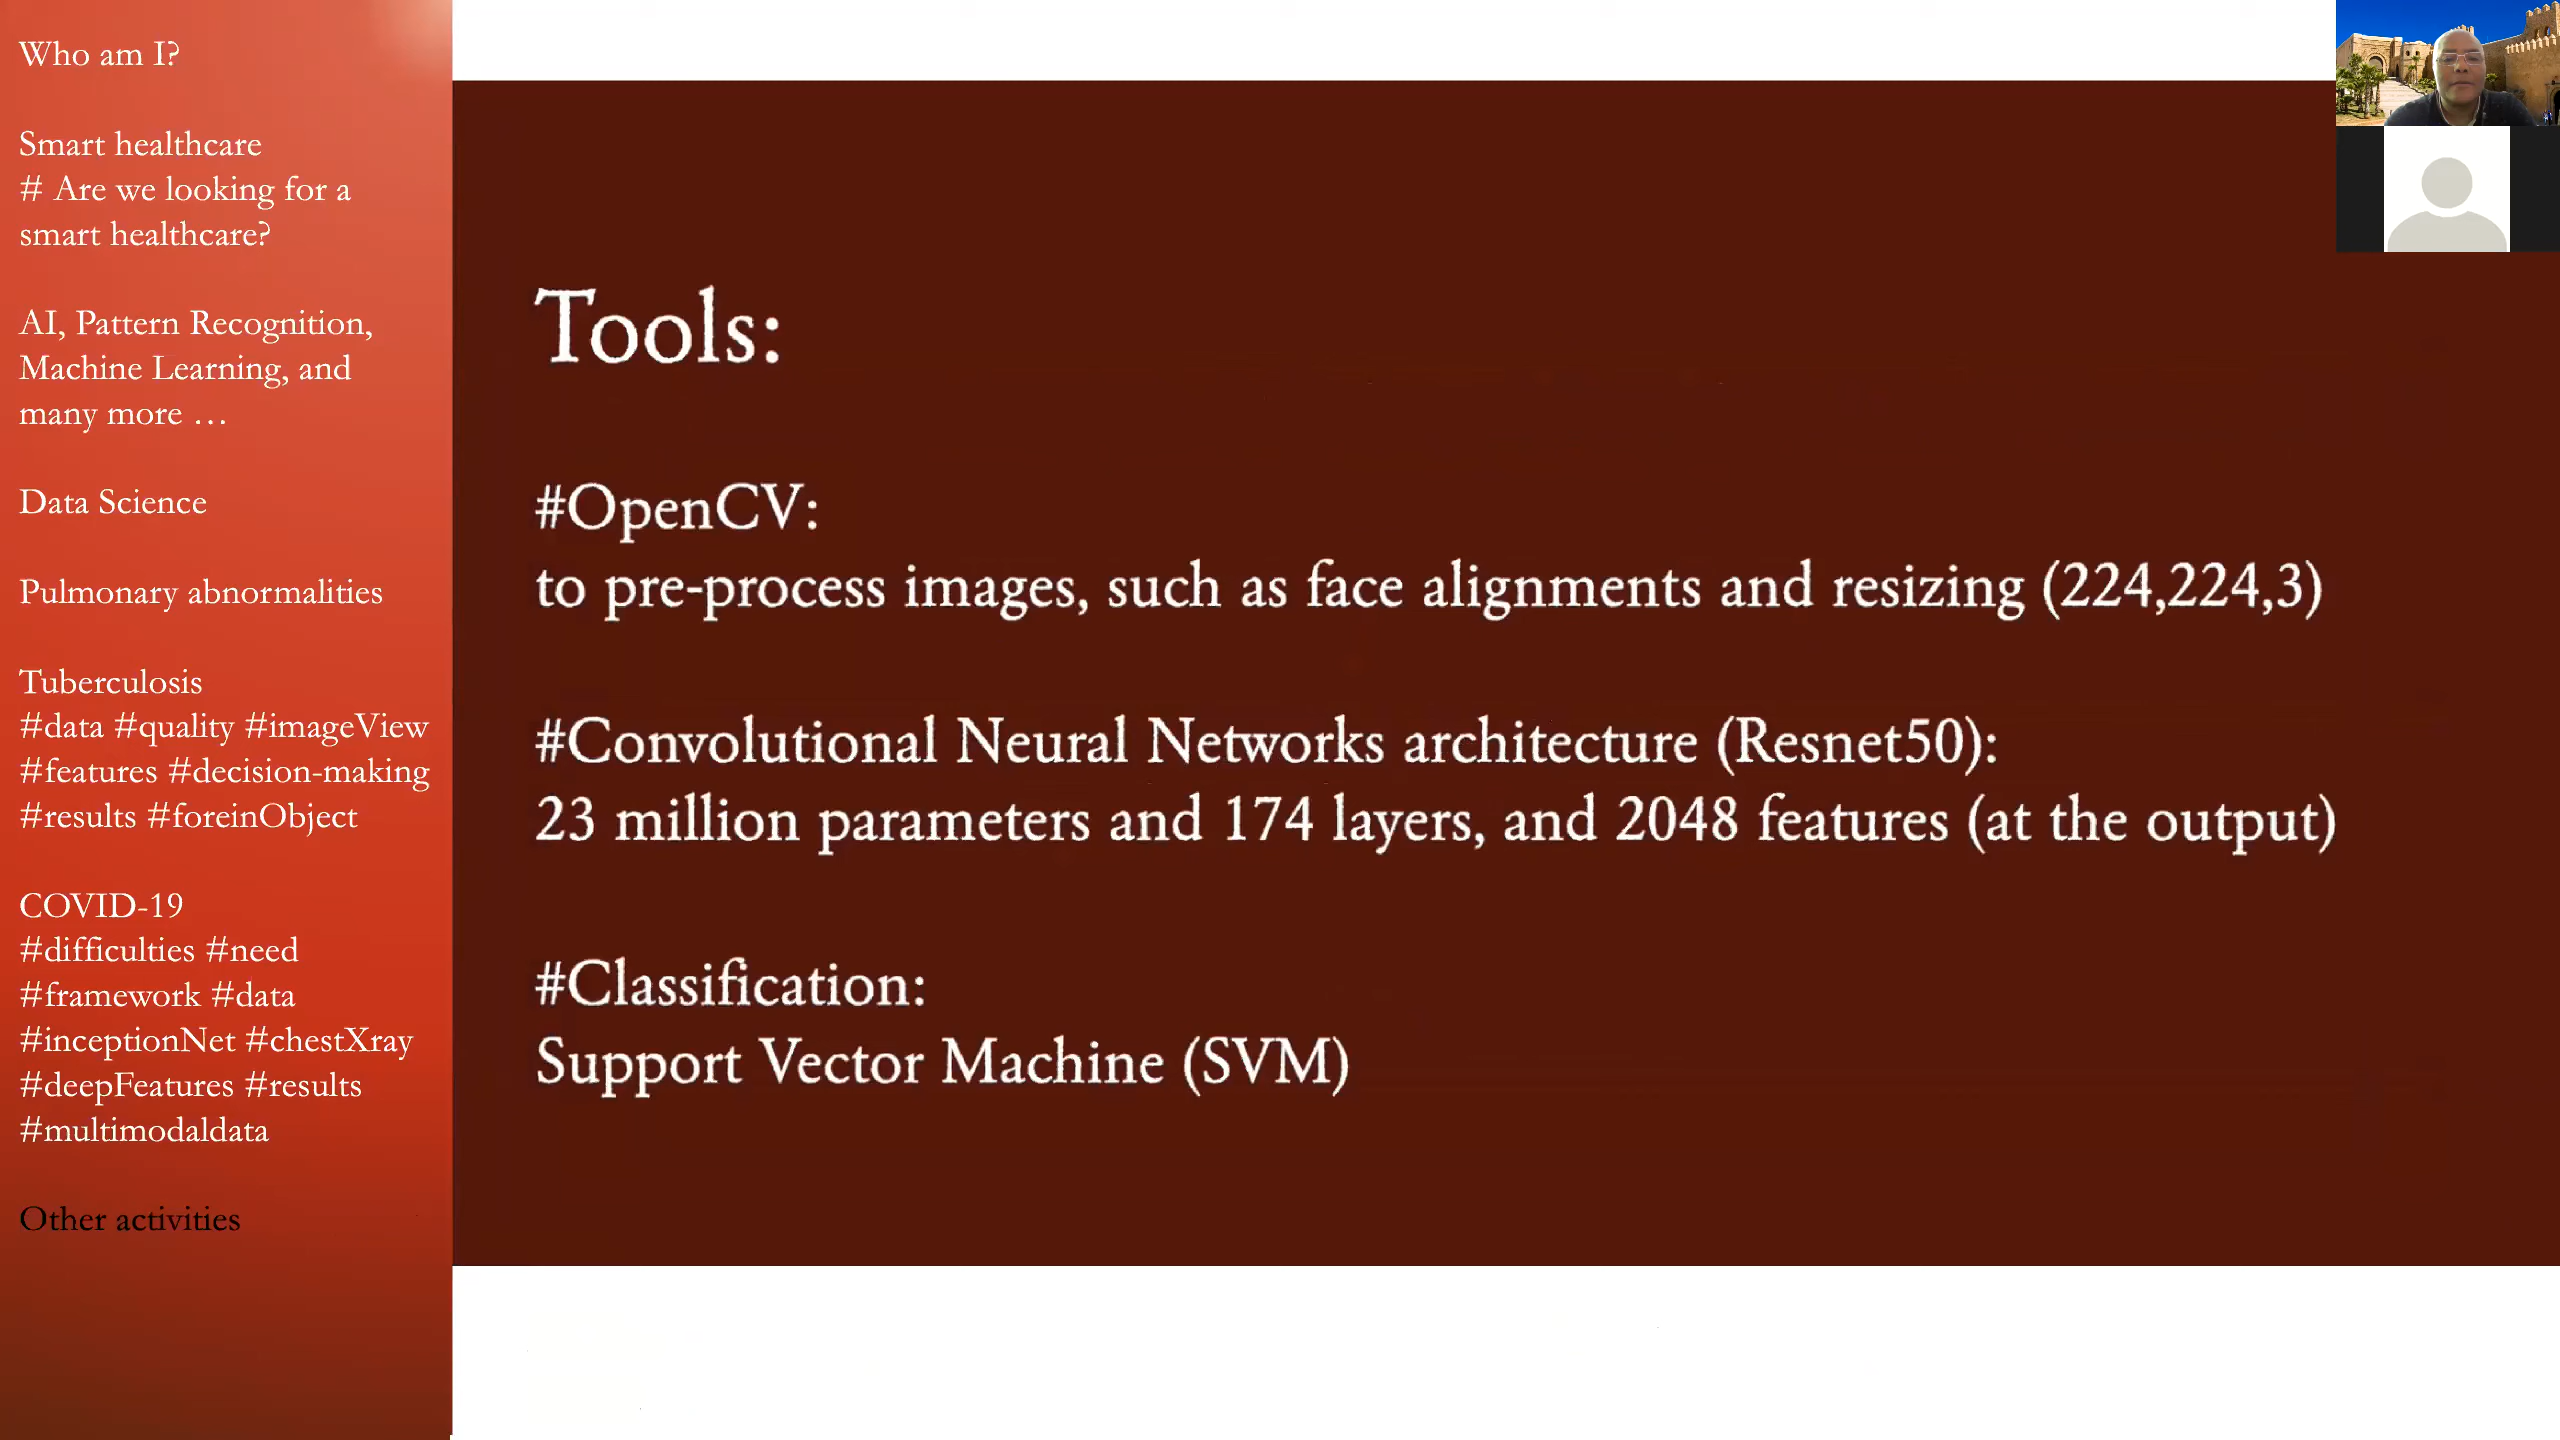 Who am I?
Smart healthcare
# Are we looking for a
smart healthcare?
AI, Pattern Recognition,
Machine Learning, and
many more …
Data Science
Pulmonary abnormalities
Tuberculosis
#data #quality #imageView
#features #decision-making
#results #foreinObject
COVID-19
#difficulties #need
#framework #data
#inceptionNet #chestXray
#deepFeatures #results
#multimodaldata
Other activities
Tools:
#OpenCV:
to pre-process images, such as face alignments and resizing (224,224,3)
#Convolutional Neural Networks architecture (Resnet50):
23 million parameters and 174 layers, and 2048 features (at the output)
#Classification:
Support Vector Machine (SVM)